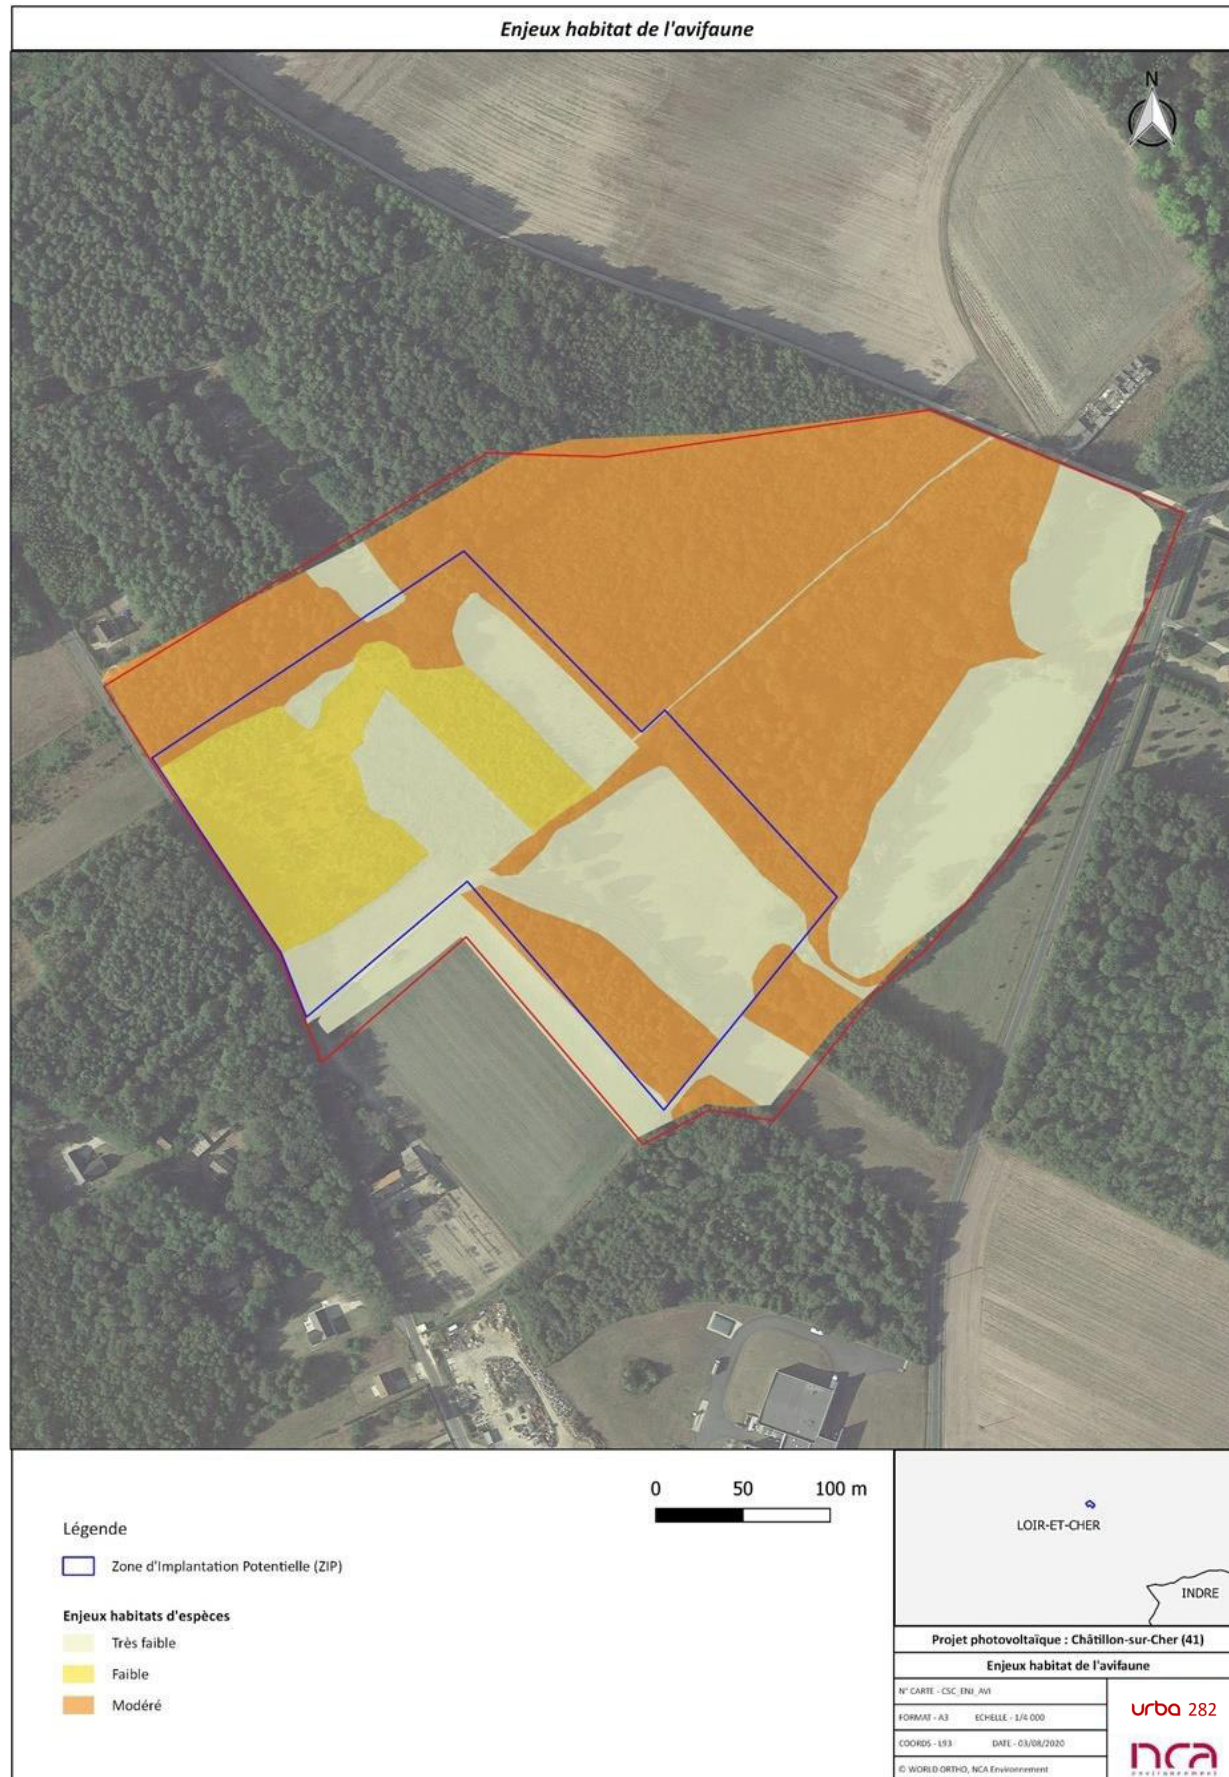 Enjeux habitat de l'avifaune
N
0 50 100 m
Légende
Zone d'Implantation Potentielle (ZIP)
Enjeux habitats d'espèces
Très faible
Faible
Modéré
LOIR-ET-CHER
INDRE
Projet photovoltaïque : Châtillon-sur-Cher (41)
Enjeux habitat de l'avifaune
N° CARTE - CSC_ENJ_AVI
FORMAT - A3 ECHELLE - 1/4 000
COORDS - L93 DATE - 03/08/2020
© WORLD ORTHO, NCA Environnement
urba 282
nca
environnement